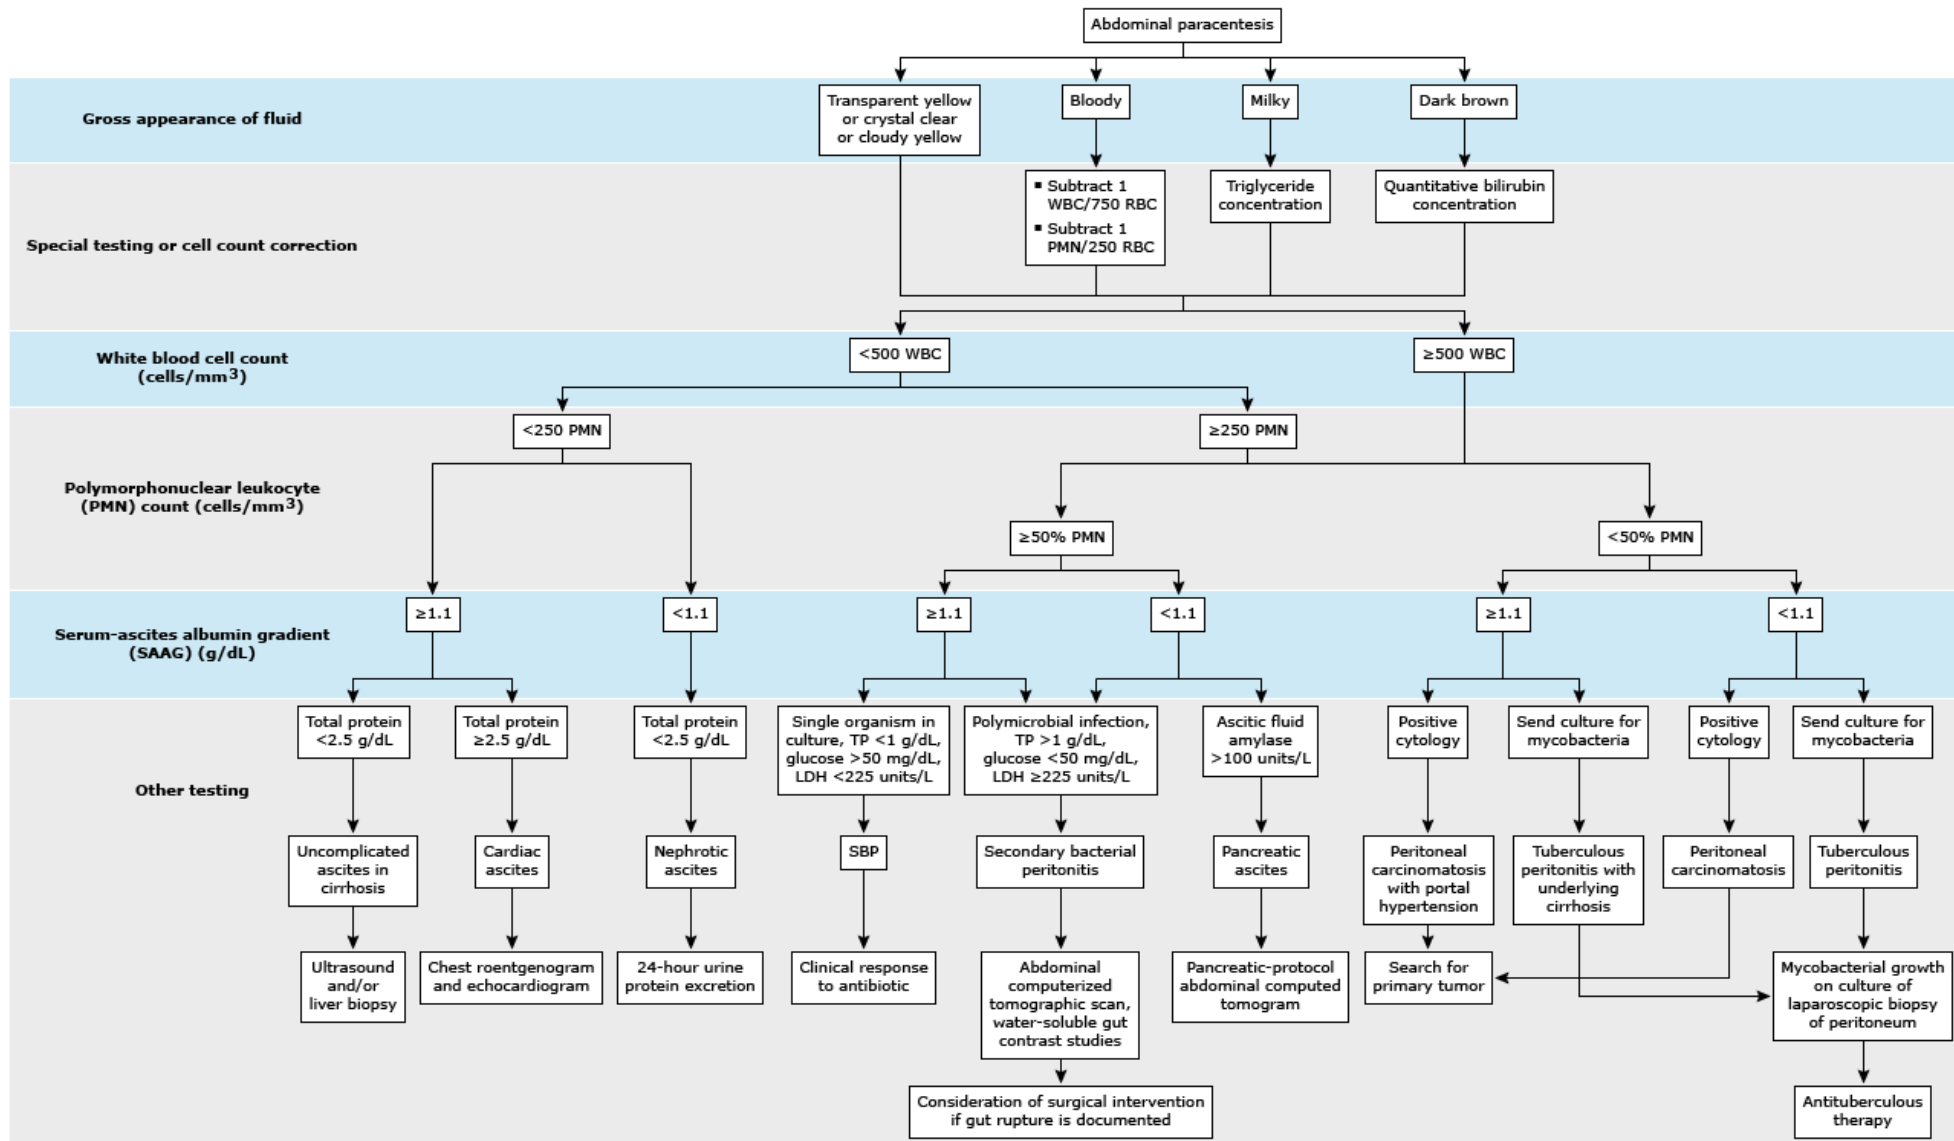 Abdominal paracentesis
Gross appearance of fluid
Transparent yellow
or crystal clear
or cloudy yellow
Bloody
Milky
Dark brown
Special testing or cell count correction
▪ Subtract 1
WBC/750 RBC
▪ Subtract 1
PMN/250 RBC
Triglyceride
concentration
Quantitative bilirubin
concentration
White blood cell count
(cells/mm³)
<500 WBC
≥500 WBC
Polymorphonuclear leukocyte
(PMN) count (cells/mm³)
<250 PMN
≥250 PMN
≥50% PMN
<50% PMN
Serum-ascites albumin gradient
(SAAG) (g/dL)
≥1.1
<1.1
≥1.1
<1.1
≥1.1
<1.1
Other testing
Total protein
<2.5 g/dL
Total protein
≥2.5 g/dL
Total protein
<2.5 g/dL
Single organism in
culture, TP <1 g/dL,
glucose >50 mg/dL,
LDH <225 units/L
Polymicrobial infection,
TP >1 g/dL,
glucose <50 mg/dL,
LDH ≥225 units/L
Ascitic fluid
amylase
>100 units/L
Positive
cytology
Send culture for
mycobacteria
Positive
cytology
Send culture for
mycobacteria
Uncomplicated
ascites in
cirrhosis
Cardiac
ascites
Nephrotic
ascites
SBP
Secondary bacterial
peritonitis
Pancreatic
ascites
Peritoneal
carcinomatosis
with portal
hypertension
Tuberculous
peritonitis with
underlying
cirrhosis
Peritoneal
carcinomatosis
Tuberculous
peritonitis
Ultrasound
and/or
liver biopsy
Chest roentgenogram
and echocardiogram
24-hour urine
protein excretion
Clinical response
to antibiotic
Abdominal
computerized
tomographic scan,
water-soluble gut
contrast studies
Pancreatic-protocol
abdominal computed
tomogram
Search for
primary tumor
Mycobacterial growth
on culture of
laparoscopic biopsy
of peritoneum
Consideration of surgical intervention
if gut rupture is documented
Antituberculous
therapy